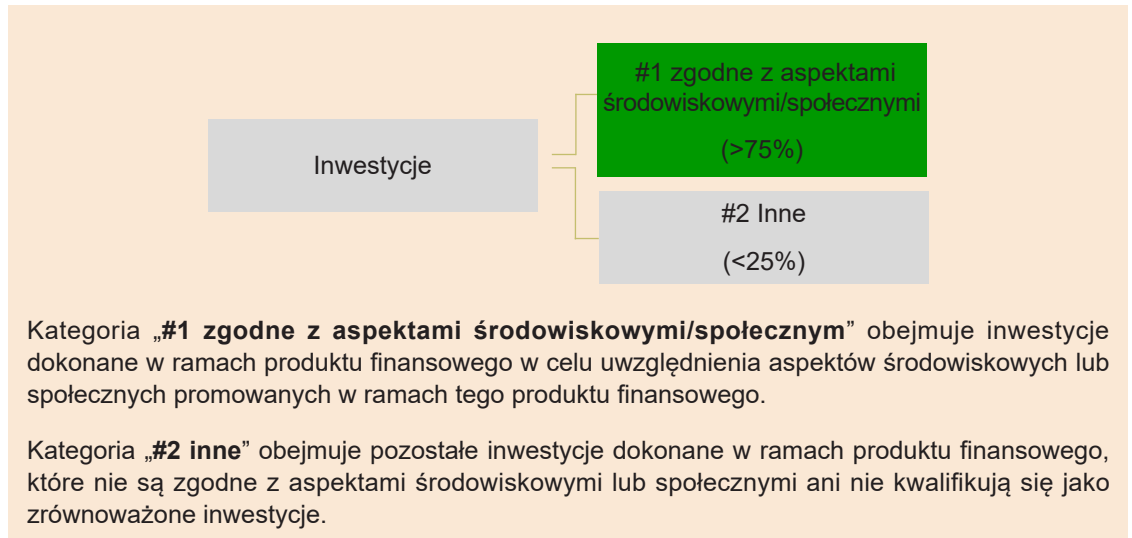 #1 zgodne z aspektami
środowiskowymi/społecznymi
(>75%)
Inwestycje
#2 Inne
(<25%)
Kategoria „#1 zgodne z aspektami środowiskowymi/społecznym” obejmuje inwestycje
dokonane w ramach produktu finansowego w celu uwzględnienia aspektów środowiskowych lub
społecznych promowanych w ramach tego produktu finansowego.
Kategoria „#2 inne” obejmuje pozostałe inwestycje dokonane w ramach produktu finansowego,
które nie są zgodne z aspektami środowiskowymi lub społecznymi ani nie kwalifikują się jako
zrównoważone inwestycje.